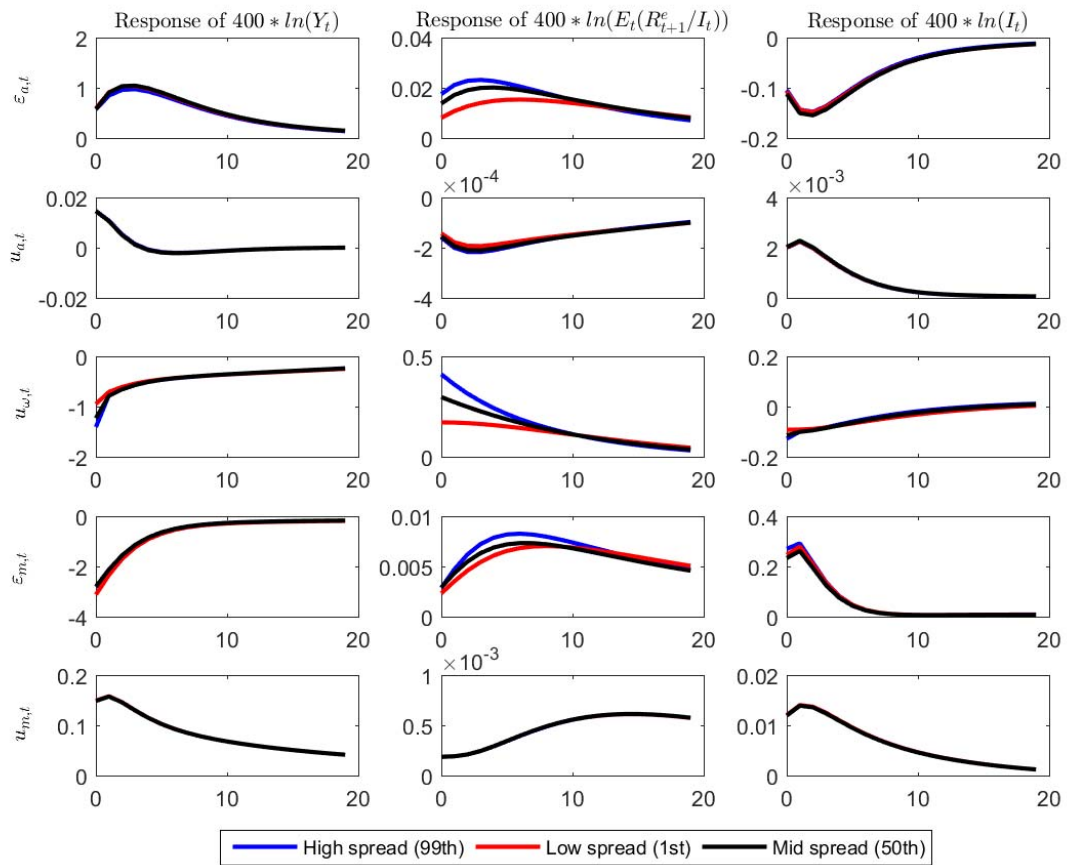 Response of 400 ∗ ln(Y_t) Response of 400 ∗ ln(E_t(R^e_{t+1}/I_t)) Response of 400 ∗ ln(I_t)
ε_{a,t}
2
1
0
0 10 20
0.04
0.02
0
0 10 20
0
-0.1
-0.2
0 10 20
u_{a,t}
0.02
0
-0.02
0 10 20
×10^{-4}
0
-2
-4
0 10 20
×10^{-3}
4
2
0
0 10 20
u_{ω,t}
0
-1
-2
0 10 20
0.5
0
0 10 20
0.2
0
-0.2
0 10 20
ε_{m,t}
0
-2
-4
0 10 20
0.01
0.005
0
0 10 20
0.4
0.2
0
0 10 20
u_{m,t}
0.2
0.1
0
0 10 20
×10^{-3}
1
0.5
0
0 10 20
0.02
0.01
0
0 10 20
High spread (99th) Low spread (1st) Mid spread (50th)